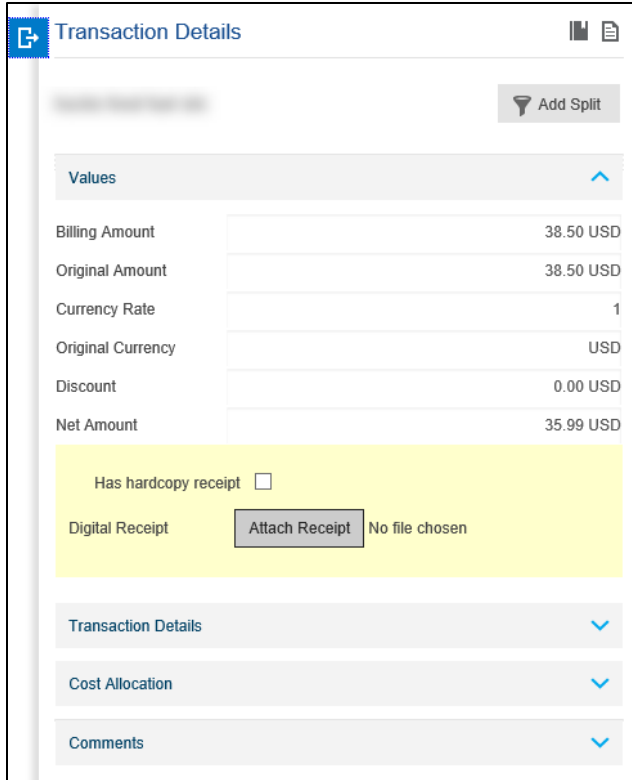 Transaction Details
Add Split
Values
Billing Amount 38.50 USD
Original Amount 38.50 USD
Currency Rate 1
Original Currency USD
Discount 0.00 USD
Net Amount 35.99 USD
Has hardcopy receipt
Digital Receipt Attach Receipt No file chosen
Transaction Details
Cost Allocation
Comments